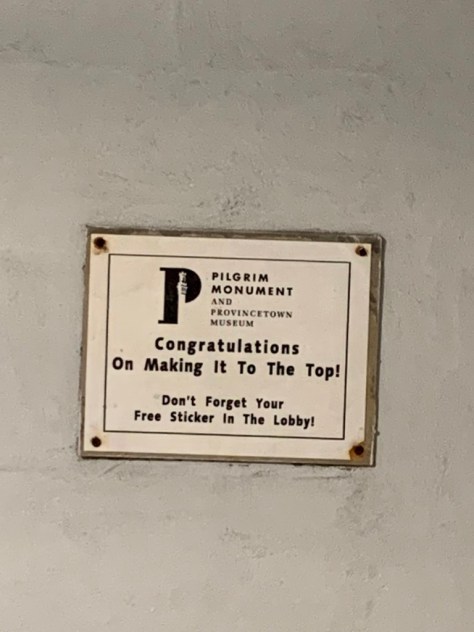 P
PILGRIM
MONUMENT
AND
PROVINCETOWN
MUSEUM
Congratulations
On Making It To The Top!
Don't Forget Your
Free Sticker In The Lobby!